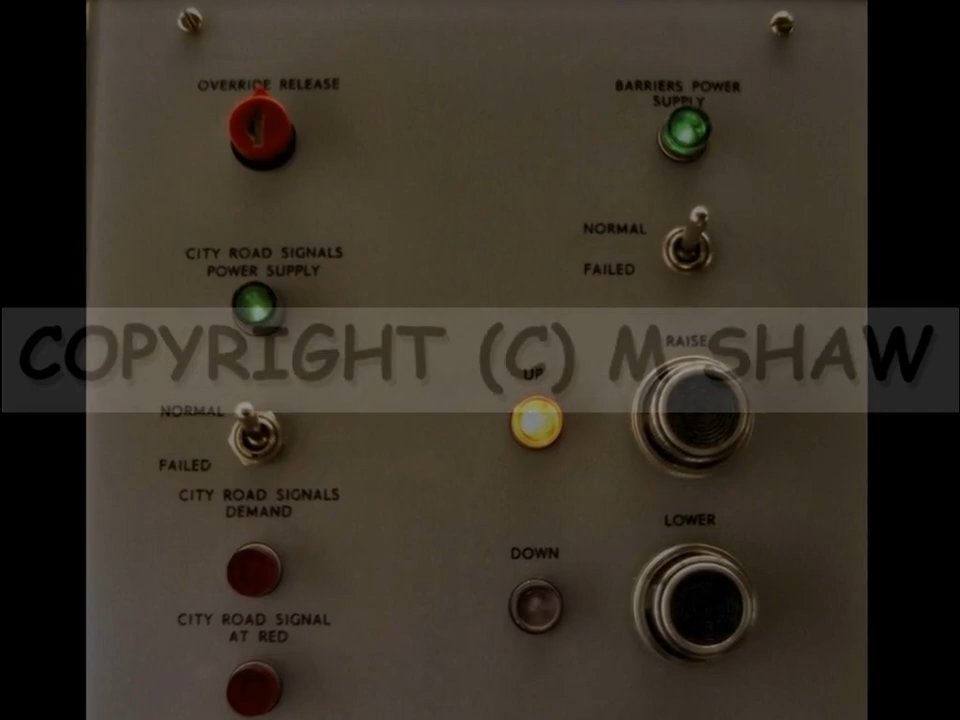 OVERRIDE RELEASE
BARRIERS POWER
SUPPLY
NORMAL
FAILED
CITY ROAD SIGNALS
POWER SUPPLY
COPYRIGHT (C) M SHAW
RAISE
UP
NORMAL
FAILED
CITY ROAD SIGNALS
DEMAND
LOWER
DOWN
CITY ROAD SIGNAL
AT RED